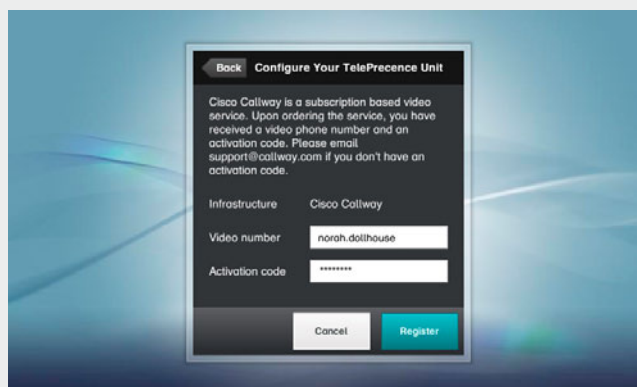 Back Configure Your TelePrecence Unit
Cisco Callway is a subscription based video
service. Upon ordering the service, you have
received a video phone number and an
activation code. Please email
support@callway.com if you don't have an
activation code.
Infrastructure Cisco Callway
Video number norah.dollhouse
Activation code ********
Cancel Register